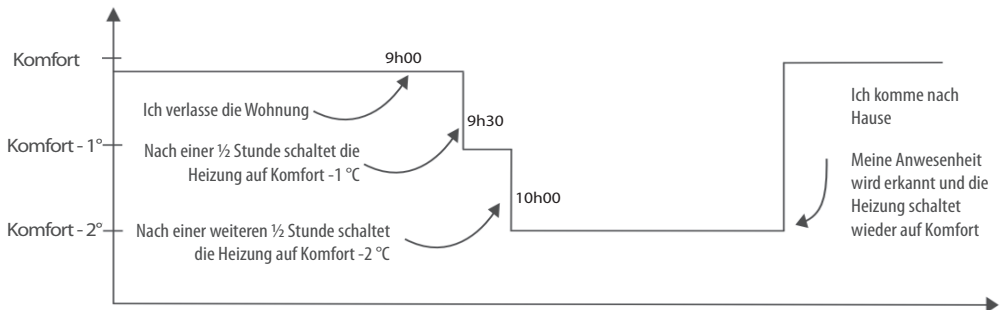 Komfort
9h00
Ich verlasse die Wohnung
9h30
Komfort - 1°
Nach einer ½ Stunde schaltet die
Heizung auf Komfort -1 °C
10h00
Komfort - 2°
Nach einer weiteren ½ Stunde schaltet
die Heizung auf Komfort -2 °C
Ich komme nach
Hause
Meine Anwesenheit
wird erkannt und die
Heizung schaltet
wieder auf Komfort